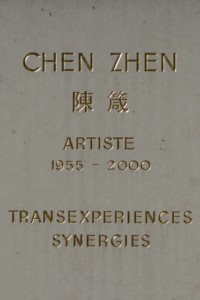 CHEN ZHEN
陳箴
ARTISTE
1955 - 2000
TRANSEXPERIENCES
SYNERGIES